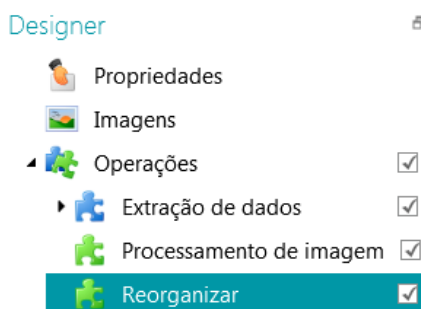 Designer
Propriedades
Imagens
Operações
Extração de dados
Processamento de imagem
Reorganizar